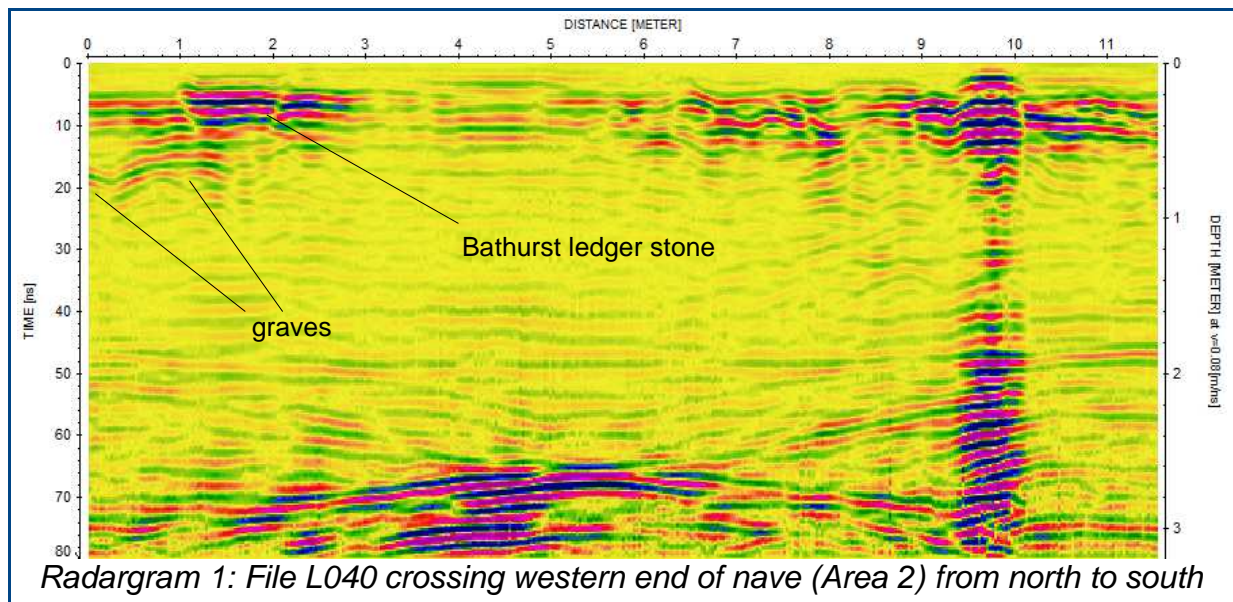 DISTANCE [METER]
0 1 2 3 4 5 6 7 8 9 10 11
0
10
20
30
40
50
60
70
80
TIME [ns]
0
1
2
3
DEPTH [METER] at v=0.08[m/ns]
Bathurst ledger stone
graves
Radargram 1: File L040 crossing western end of nave (Area 2) from north to south